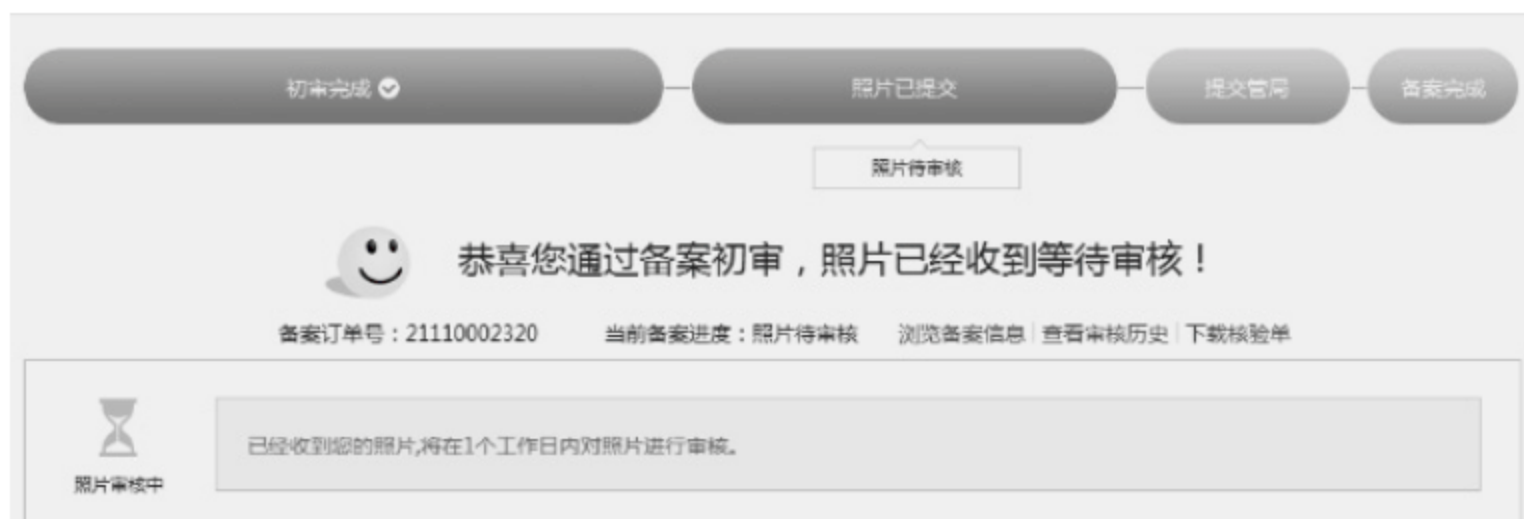 初审完成 照片已提交 提交管局 备案完成
照片待审核
恭喜您通过备案初审，照片已经收到等待审核！
备案订单号：21110002320 当前备案进度：照片待审核 浏览备案信息 | 查看审核历史 | 下载核验单
已经收到您的照片,将在1个工作日内对照片进行审核。
照片审核中